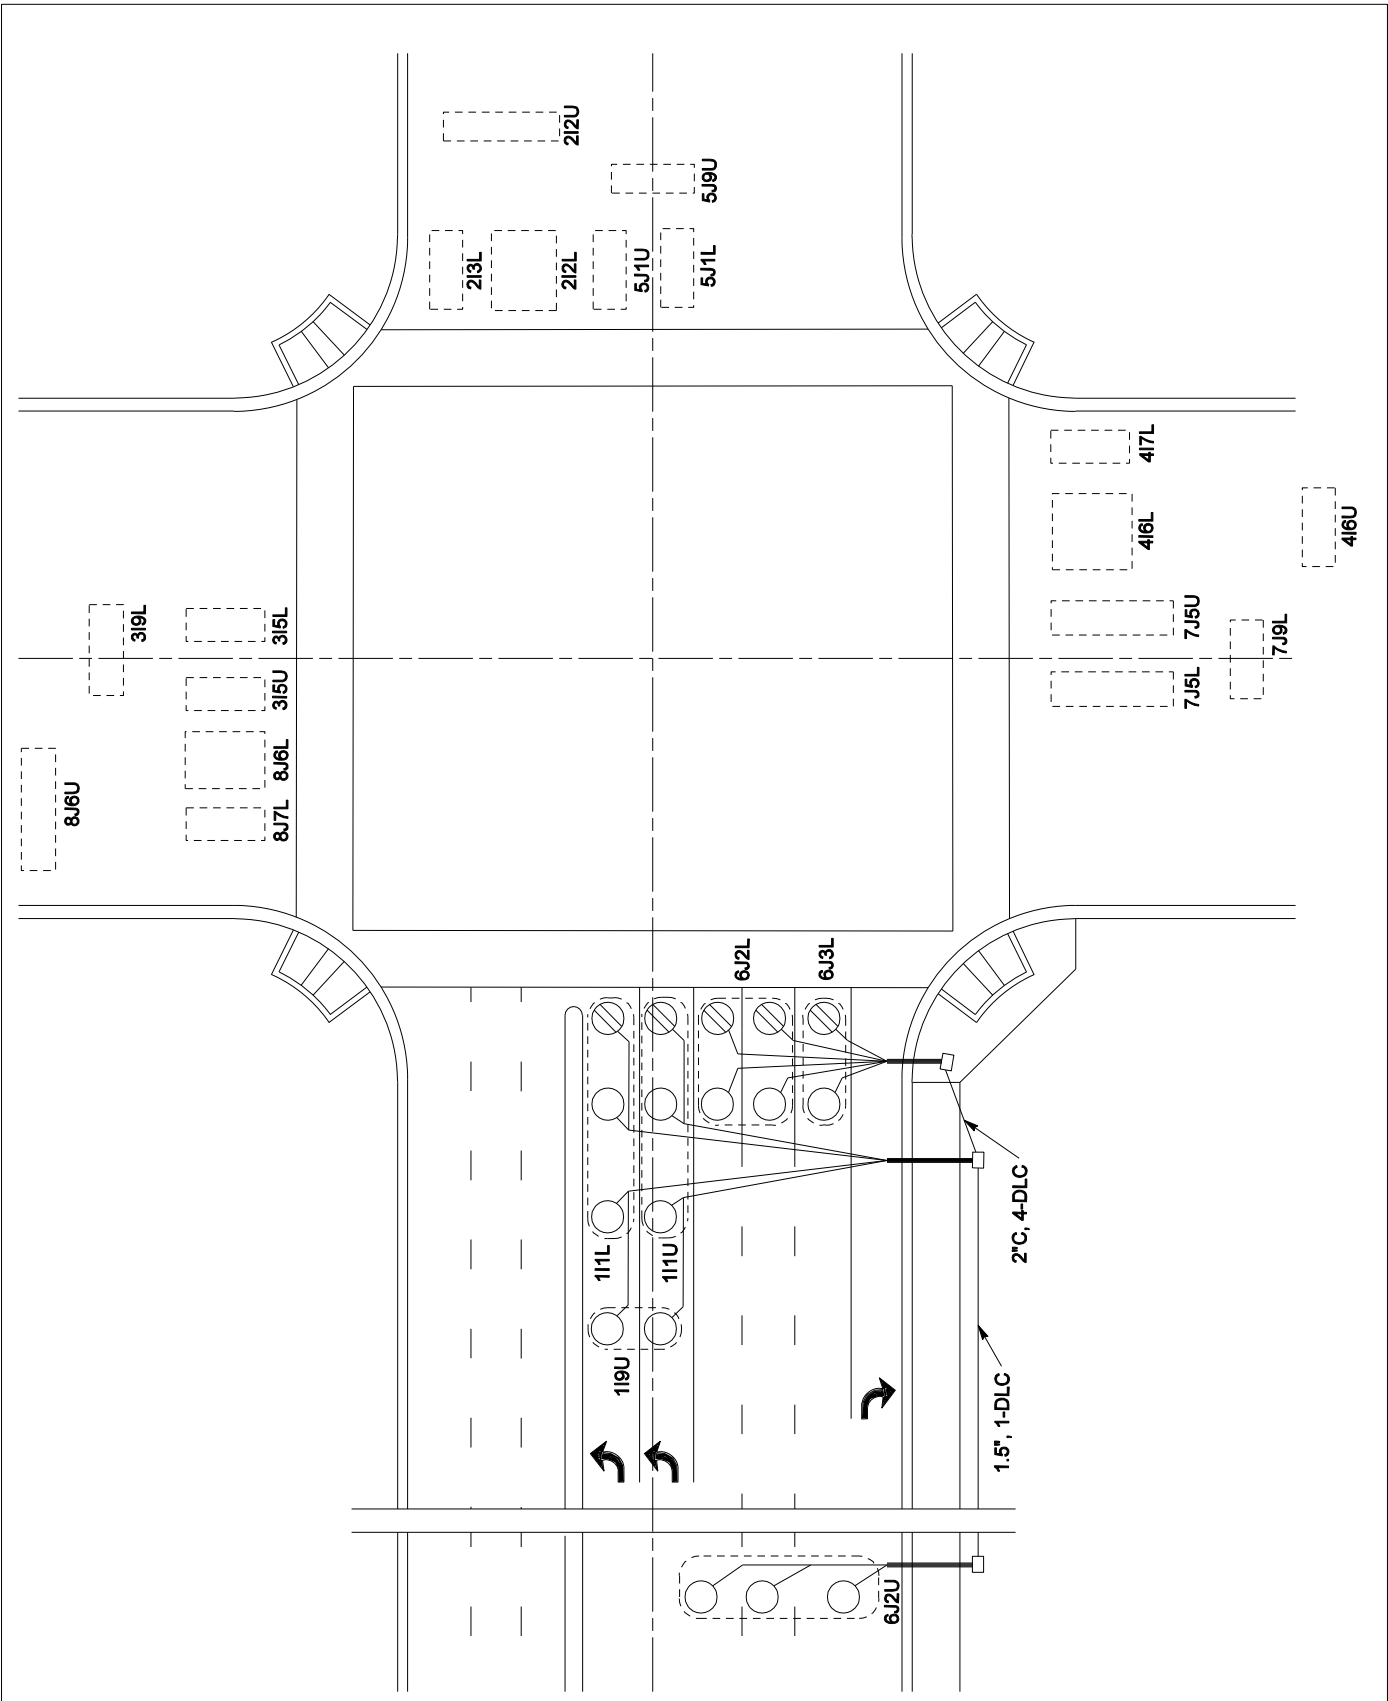 2I2U
5J9U
2I3L
2I2L
5J1U
5J1L
4I7L
4I6L
4I6U
3I9L
3I5L
7J5U
7J9L
3I5U
7J5L
8J6L
8J6U
8J7L
6J2L
6J3L
2"C, 4-DLC
1I1L
1I1U
1I9U
1.5", 1-DLC
6J2U